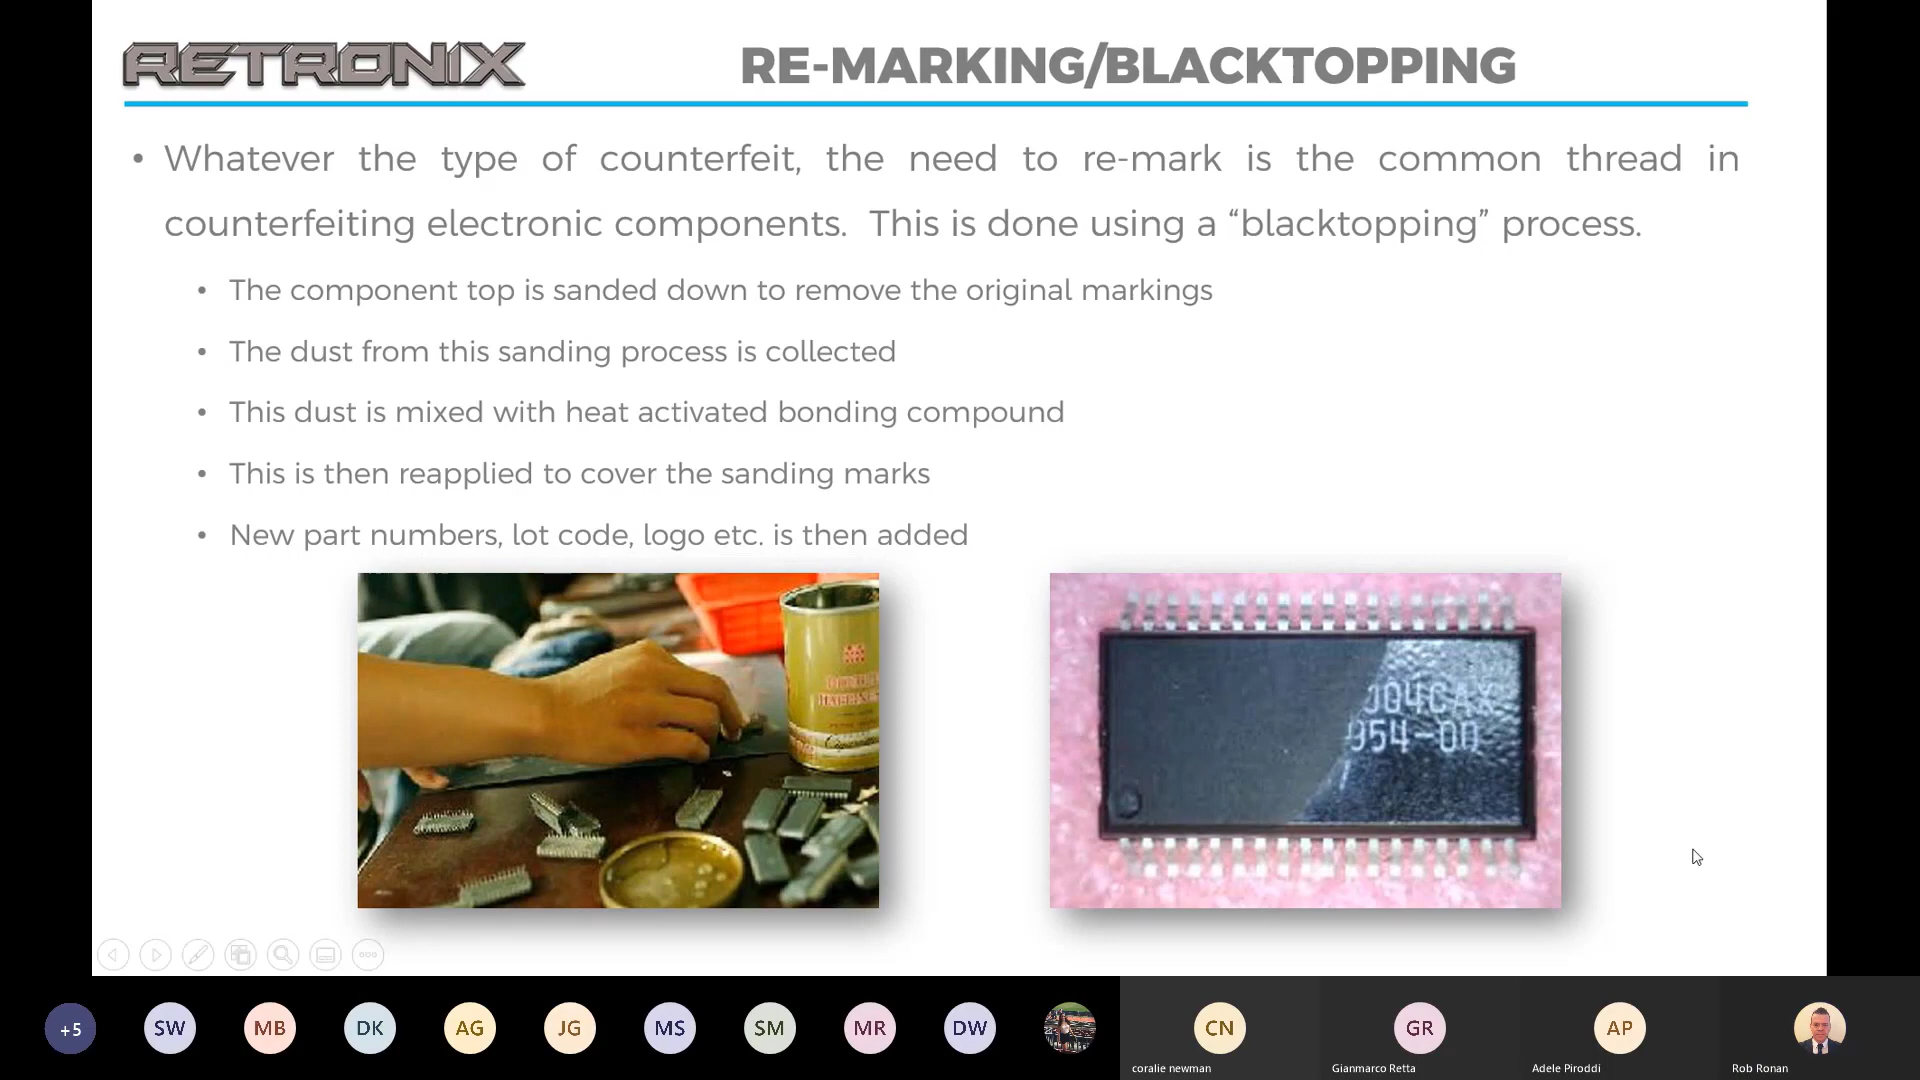 RETRONIX
RE-MARKING/BLACKTOPPING
• Whatever the type of counterfeit, the need to re-mark is the common thread in
counterfeiting electronic components. This is done using a “blacktopping” process.
• The component top is sanded down to remove the original markings
• The dust from this sanding process is collected
• This dust is mixed with heat activated bonding compound
• This is then reapplied to cover the sanding marks
• New part numbers, lot code, logo etc. is then added
004CAX
354-00
+5
SW
MB
DK
AG
JG
MS
SM
MR
DW
CN
GR
AP
coralie newman
Gianmarco Retta
Adele Piroddi
Rob Ronan